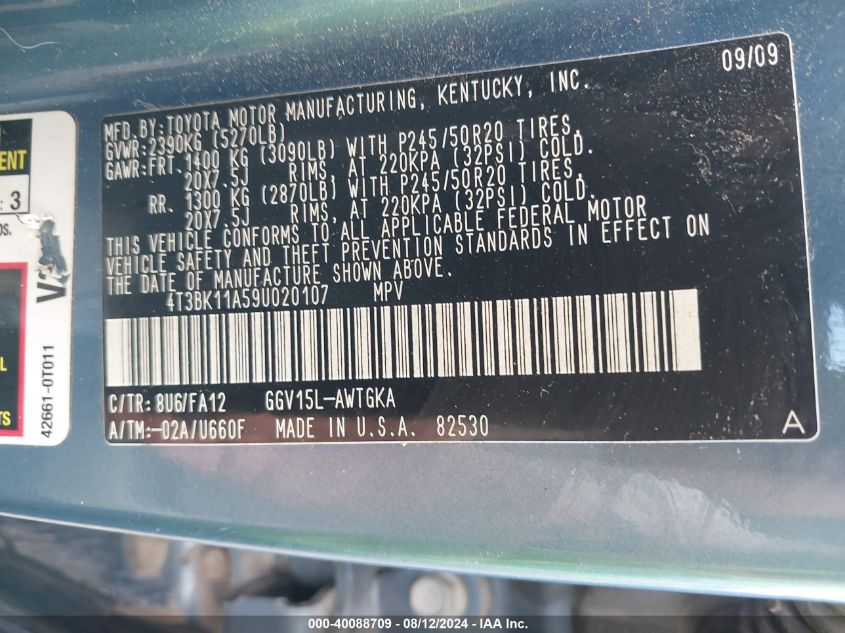 09/09
MFD.BY:TOYOTA MOTOR MANUFACTURING, KENTUCKY, INC.
GVWR:2390KG (5270LB)
GAWR:FRT. 1400 KG (3090LB) WITH P245/50R20 TIRES,
20X7.5J RIMS, AT 220KPA (32PSI) COLD.
RR. 1300 KG (2870LB) WITH P245/50R20 TIRES,
20X7.5J RIMS, AT 220KPA (32PSI) COLD.
THIS VEHICLE CONFORMS TO ALL APPLICABLE FEDERAL MOTOR
VEHICLE SAFETY AND THEFT PREVENTION STANDARDS IN EFFECT ON
THE DATE OF MANUFACTURE SHOWN ABOVE.
4T3BK11A59U020107 MPV
C/TR: 8U6/FA12 GGV15L-AWTGKA
A/TM:-02A/U660F MADE IN U.S.A. 82530
A
: 3
42661-0T011
000-40088709 - 08/12/2024 - IAAI.com